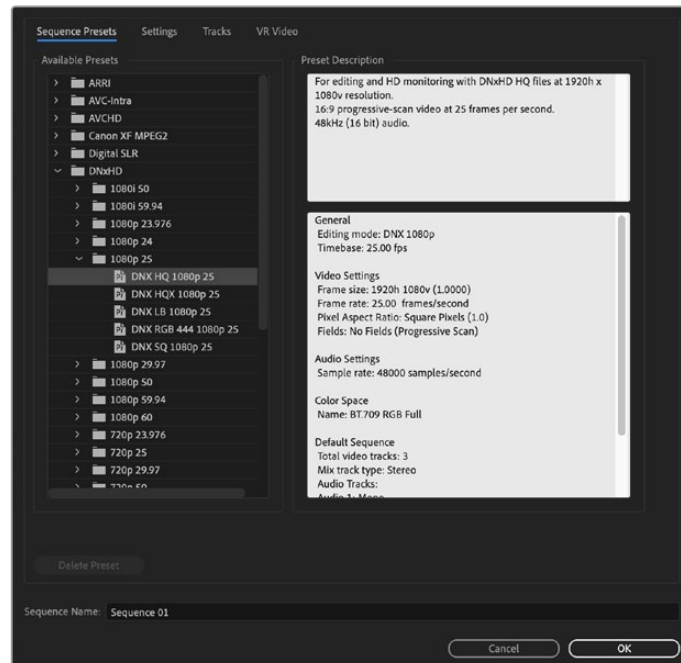 Sequence Presets Settings Tracks VR Video
Available Presets
ARRI
AVC-Intra
AVCHD
Canon XF MPEG2
Digital SLR
DNxHD
1080i 50
1080i 59.94
1080p 23.976
1080p 24
1080p 25
DNX HQ 1080p 25
DNX HQX 1080p 25
DNX LB 1080p 25
DNX RGB 444 1080p 25
DNX SQ 1080p 25
1080p 29.97
1080p 50
1080p 59.94
1080p 60
720p 23.976
720p 25
720p 29.97
720p 50
Preset Description
For editing and HD monitoring with DNxHD HQ files at 1920h x
1080v resolution.
16:9 progressive-scan video at 25 frames per second.
48kHz (16 bit) audio.
General
Editing mode: DNX 1080p
Timebase: 25.00 fps
Video Settings
Frame size: 1920h 1080v (1.0000)
Frame rate: 25.00 frames/second
Pixel Aspect Ratio: Square Pixels (1.0)
Fields: No Fields (Progressive Scan)
Audio Settings
Sample rate: 48000 samples/second
Color Space
Name: BT.709 RGB Full
Default Sequence
Total video tracks: 3
Mix track type: Stereo
Audio Tracks:
Audio 1: Mono
Delete Preset
Sequence Name: Sequence 01
Cancel OK